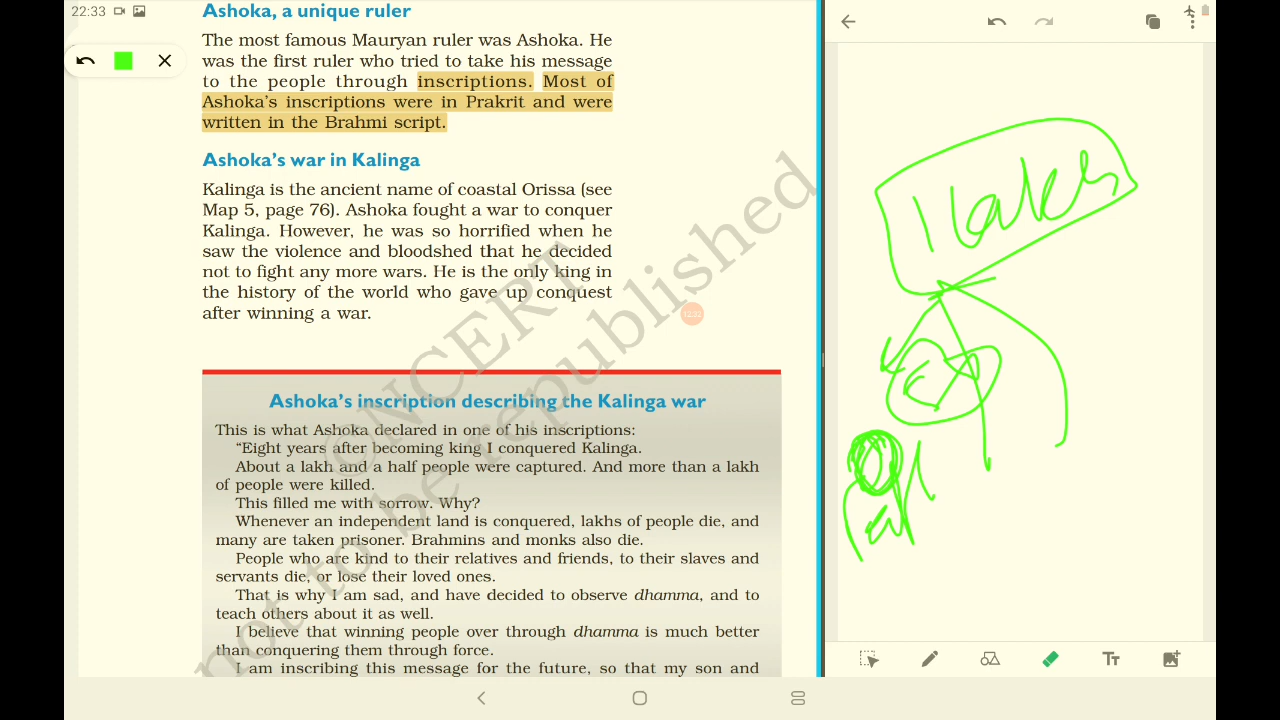 22:33
Ashoka, a unique ruler
The most famous Mauryan ruler was Ashoka. He
was the first ruler who tried to take his message
to the people through inscriptions. Most of
Ashoka's inscriptions were in Prakrit and were
written in the Brahmi script.
Ashoka's war in Kalinga
Kalinga is the ancient name of coastal Orissa (see
Map 5, page 76). Ashoka fought a war to conquer
Kalinga. However, he was so horrified when he
saw the violence and bloodshed that he decided
not to fight any more wars. He is the only king in
the history of the world who gave up conquest
after winning a war.
Ashoka's inscription describing the Kalinga war
This is what Ashoka declared in one of his inscriptions:
"Eight years after becoming king I conquered Kalinga.
About a lakh and a half people were captured. And more than a lakh
of people were killed.
This filled me with sorrow. Why?
Whenever an independent land is conquered, lakhs of people die, and
many are taken prisoner. Brahmins and monks also die.
People who are kind to their relatives and friends, to their slaves and
servants die, or lose their loved ones.
That is why I am sad, and have decided to observe dhamma, and to
teach others about it as well.
I believe that winning people over through dhamma is much better
than conquering them through force.
I am inscribing this message for the future, so that my son and
©NCERT
not to be republished
1 lakh
Tт